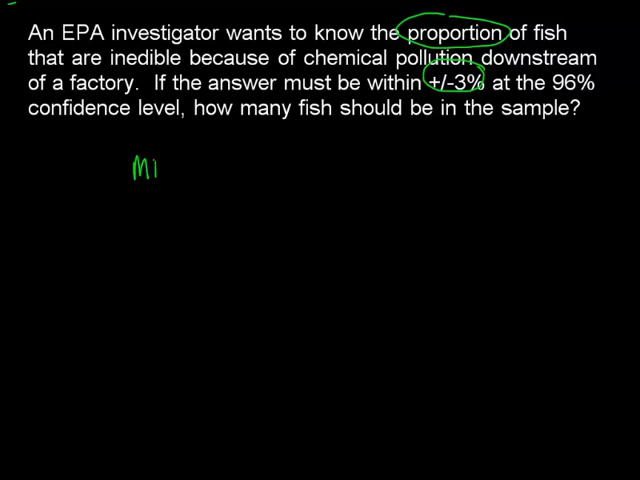 An EPA investigator wants to know the proportion of fish
that are inedible because of chemical pollution downstream
of a factory. If the answer must be within +/-3% at the 96%
confidence level, how many fish should be in the sample?
MI